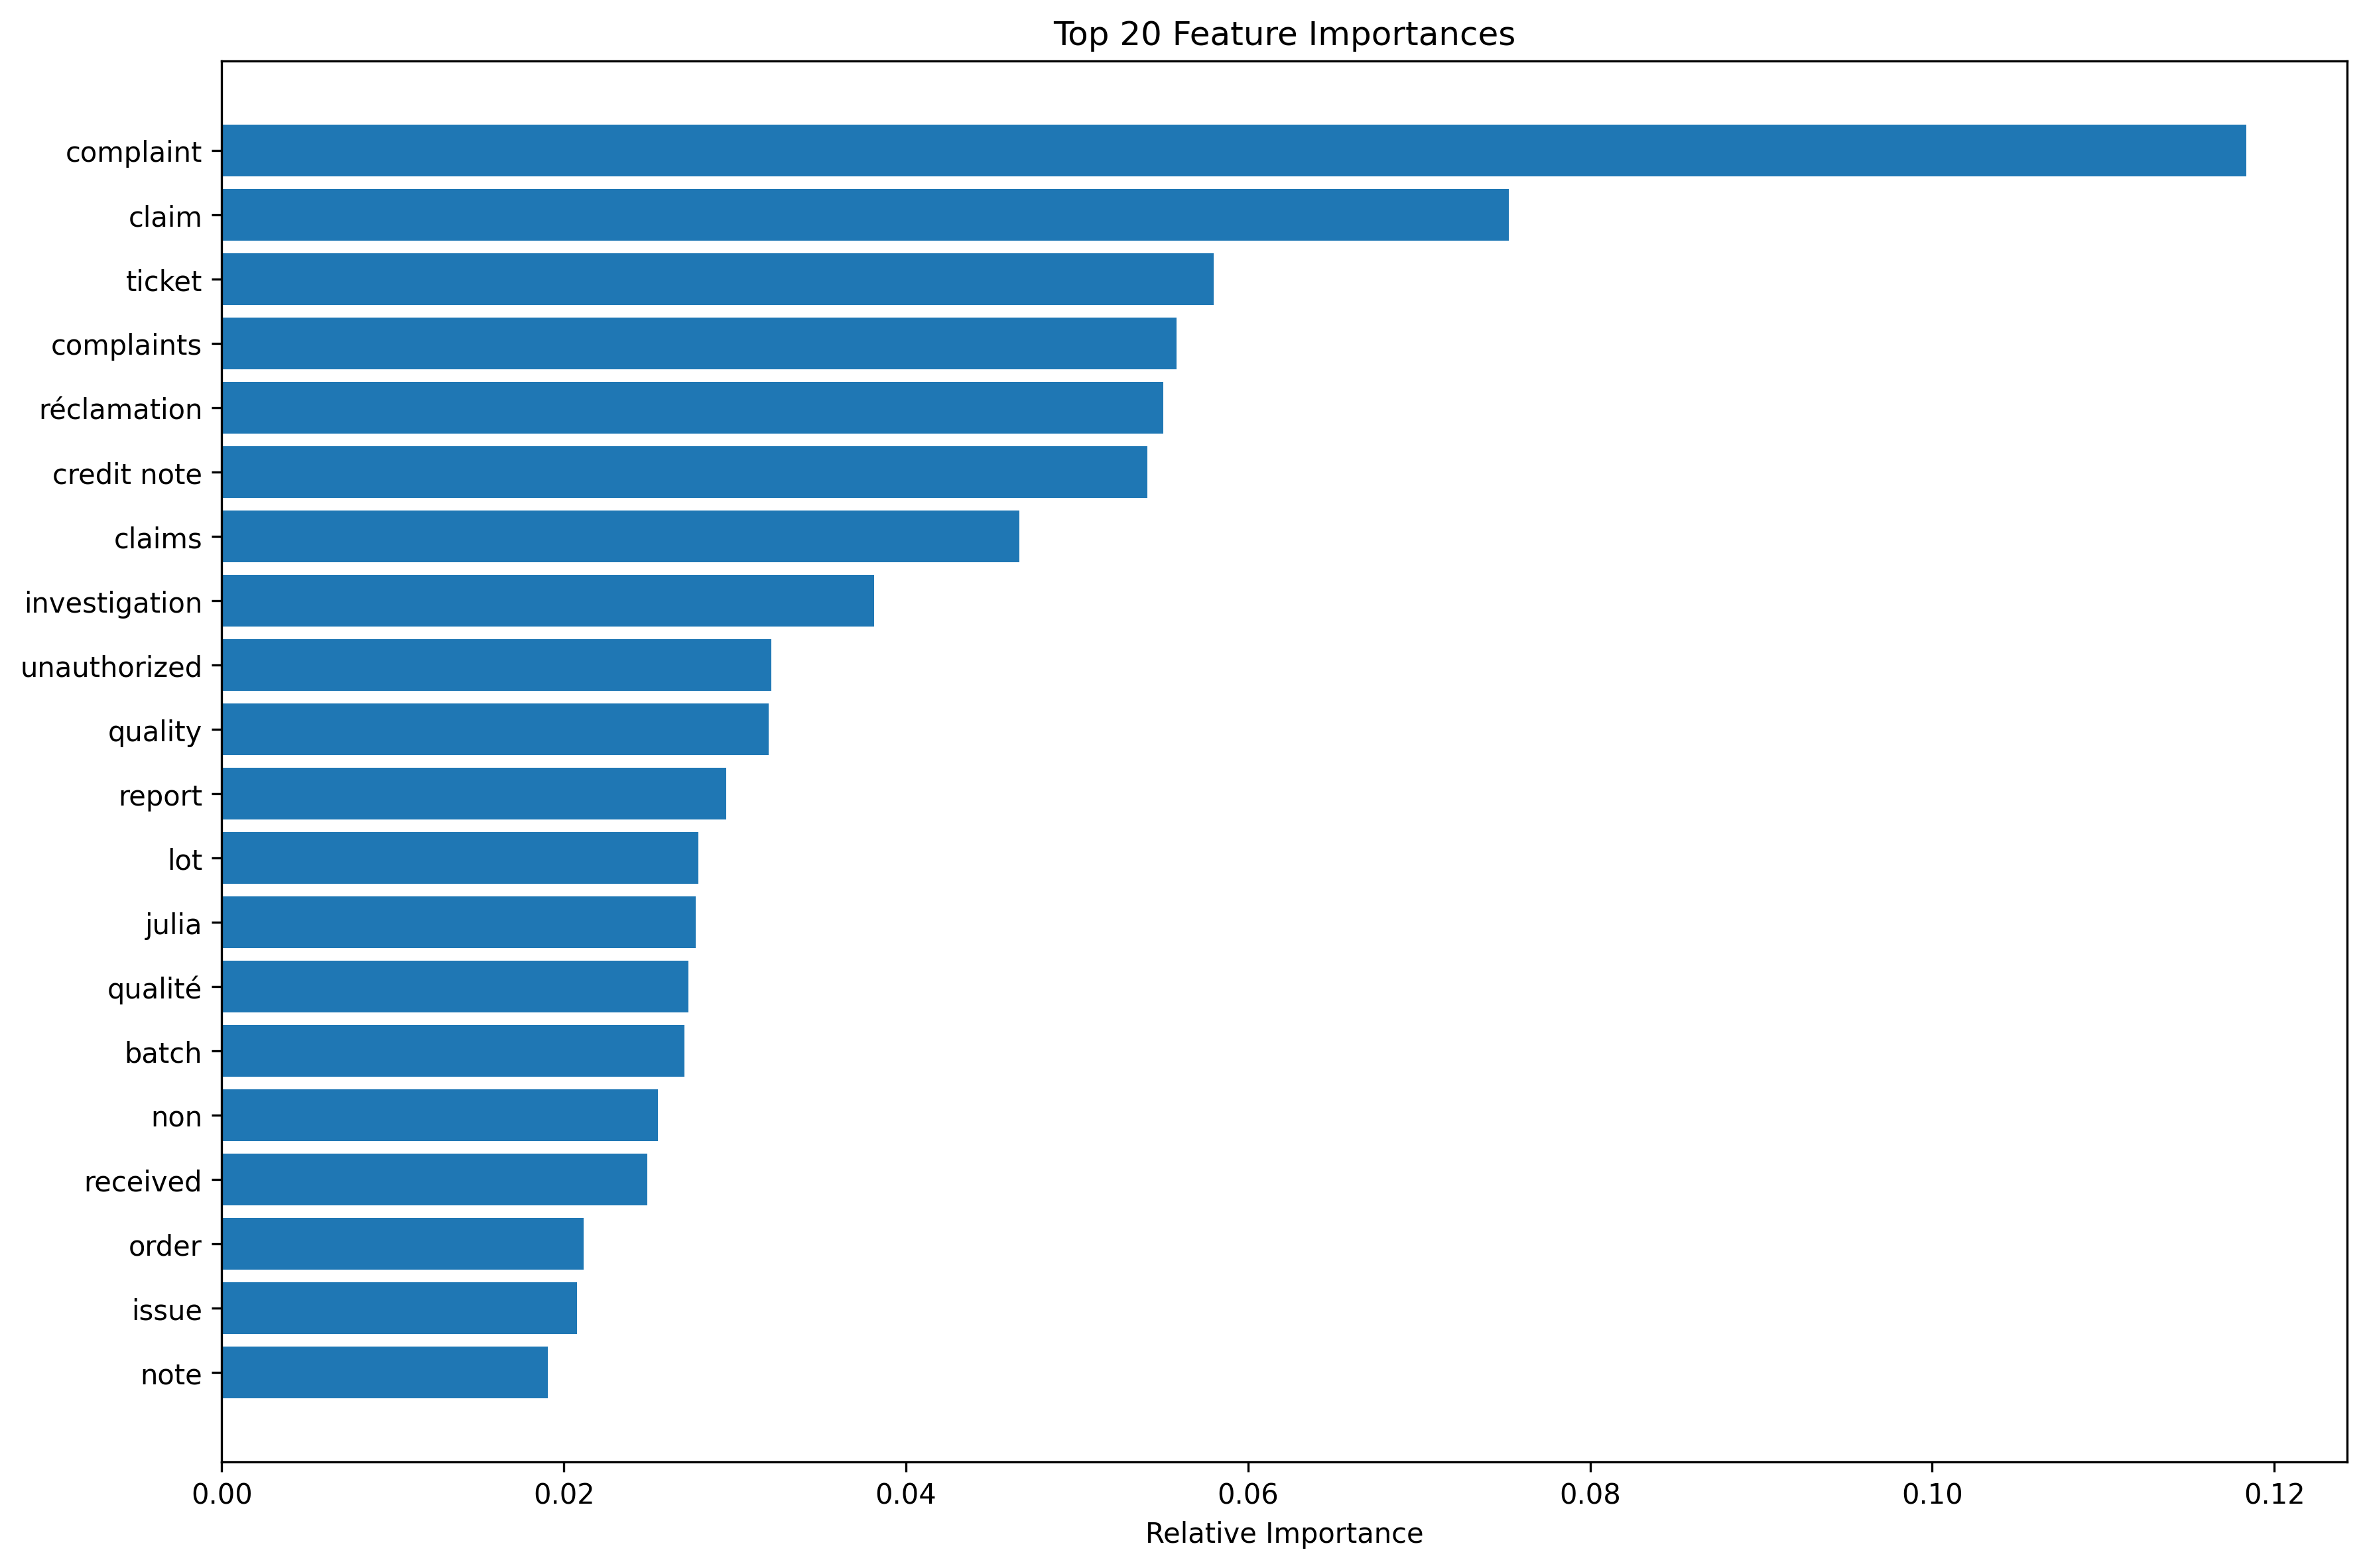 Top 20 Feature Importances
complaint
claim
ticket
complaints
réclamation
credit note
claims
investigation
unauthorized
quality
report
lot
julia
qualité
batch
non
received
order
issue
note
0.00 0.02 0.04 0.06 0.08 0.10 0.12
Relative Importance